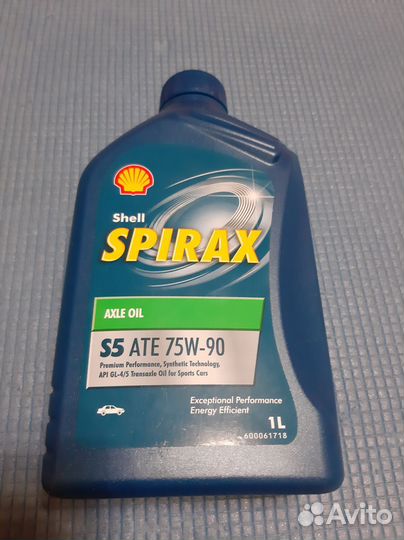 Shell
SPIRAX
AXLE OIL
S5 ATE 75W-90
Premium Performance, Synthetic Technology,
API GL-4/5 Transaxle Oil for Sports Cars
Exceptional Performance
Energy Efficient
1L
600061718
Avito